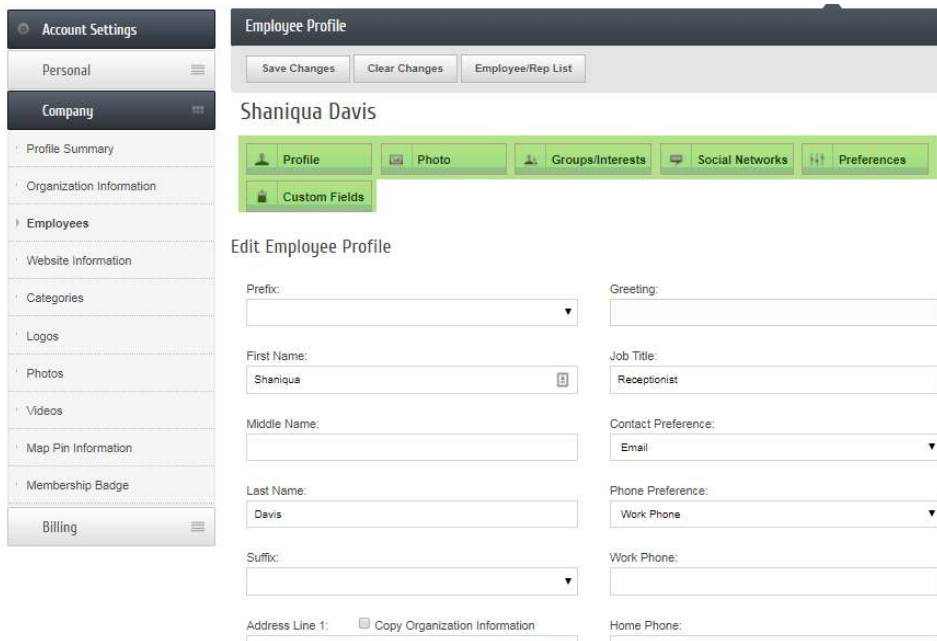 Account Settings
Personal
Company
Profile Summary
Organization Information
Employees
Website Information
Categories
Logos
Photos
Videos
Map Pin Information
Membership Badge
Billing
Employee Profile
Save Changes Clear Changes Employee/Rep List
Shaniqua Davis
Profile Photo Groups/Interests Social Networks Preferences
Custom Fields
Edit Employee Profile
Prefix: Greeting:
First Name: Job Title:
Shaniqua Receptionist
Middle Name: Contact Preference:
Email
Last Name: Phone Preference:
Davis Work Phone
Suffix: Work Phone:
Address Line 1: Copy Organization Information Home Phone: